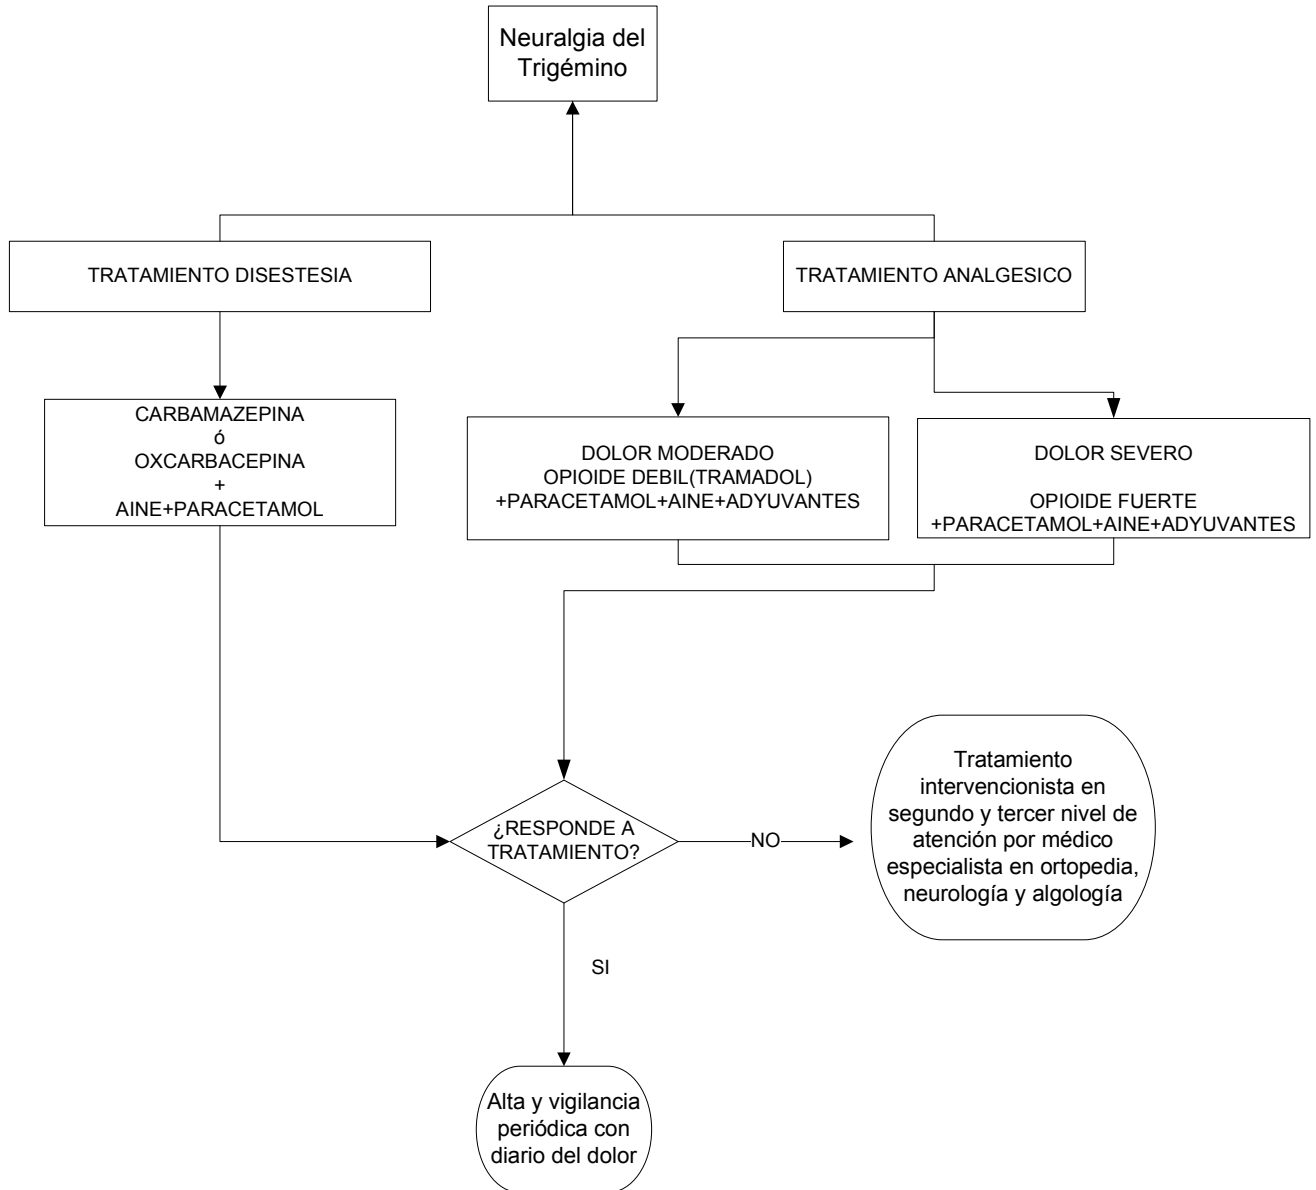 Neuralgia del
Trigémino
TRATAMIENTO DISESTESIA
TRATAMIENTO ANALGESICO
CARBAMAZEPINA
ó
OXCARBACEPINA
+
AINE+PARACETAMOL
DOLOR MODERADO
OPIOIDE DEBIL(TRAMADOL)
+PARACETAMOL+AINE+ADYUVANTES
DOLOR SEVERO
OPIOIDE FUERTE
+PARACETAMOL+AINE+ADYUVANTES
¿RESPONDE A
TRATAMIENTO?
NO
Tratamiento
intervencionista en
segundo y tercer nivel de
atención por médico
especialista en ortopedia,
neurología y algología
SI
Alta y vigilancia
periódica con
diario del dolor